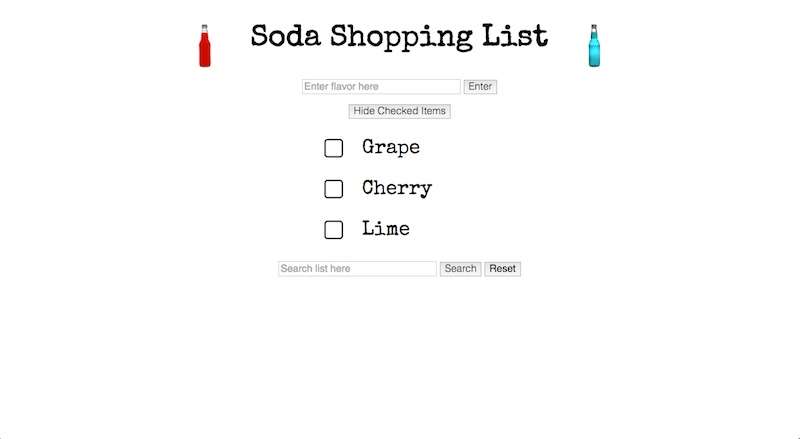 Soda Shopping List
Enter flavor here Enter
Hide Checked Items
Grape
Cherry
Lime
Search list here Search Reset